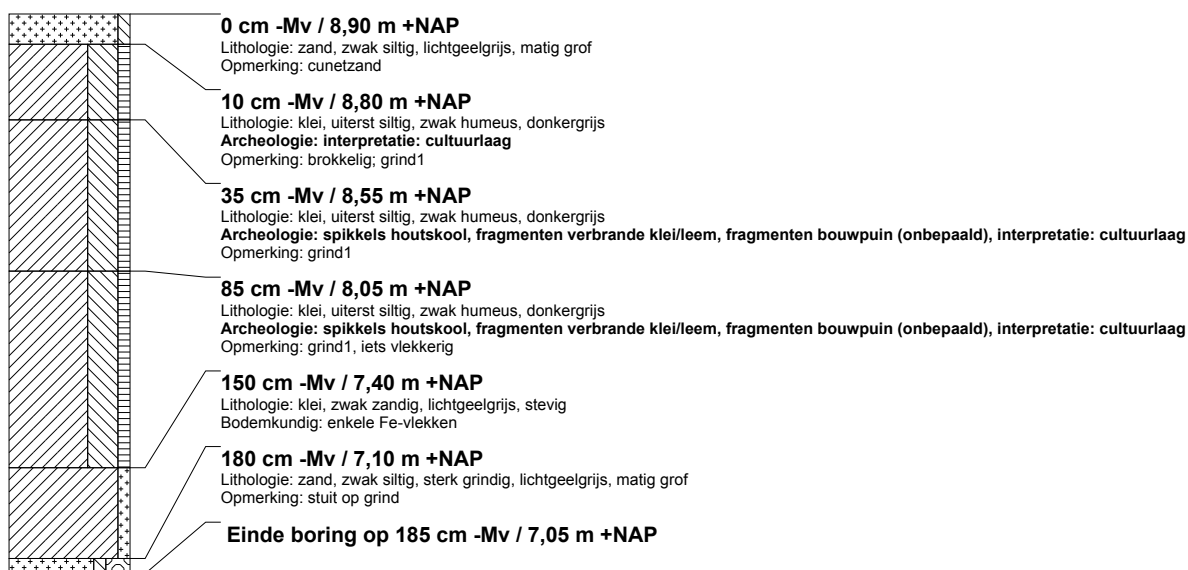 0 cm -Mv / 8,90 m +NAP
Lithologie: zand, zwak siltig, lichtgeelgrijs, matig grof
Opmerking: cunetzand
10 cm -Mv / 8,80 m +NAP
Lithologie: klei, uiterst siltig, zwak humeus, donkergrijs
Archeologie: interpretatie: cultuurlaag
Opmerking: brokkelig; grind1
35 cm -Mv / 8,55 m +NAP
Lithologie: klei, uiterst siltig, zwak humeus, donkergrijs
Archeologie: spikkels houtskool, fragmenten verbrande klei/leem, fragmenten bouwpuin (onbepaald), interpretatie: cultuurlaag
Opmerking: grind1
85 cm -Mv / 8,05 m +NAP
Lithologie: klei, uiterst siltig, zwak humeus, donkergrijs
Archeologie: spikkels houtskool, fragmenten verbrande klei/leem, fragmenten bouwpuin (onbepaald), interpretatie: cultuurlaag
Opmerking: grind1, iets vlekkerig
150 cm -Mv / 7,40 m +NAP
Lithologie: klei, zwak zandig, lichtgeelgrijs, stevig
Bodemkundig: enkele Fe-vlekken
180 cm -Mv / 7,10 m +NAP
Lithologie: zand, zwak siltig, sterk grindig, lichtgeelgrijs, matig grof
Opmerking: stuit op grind
Einde boring op 185 cm -Mv / 7,05 m +NAP